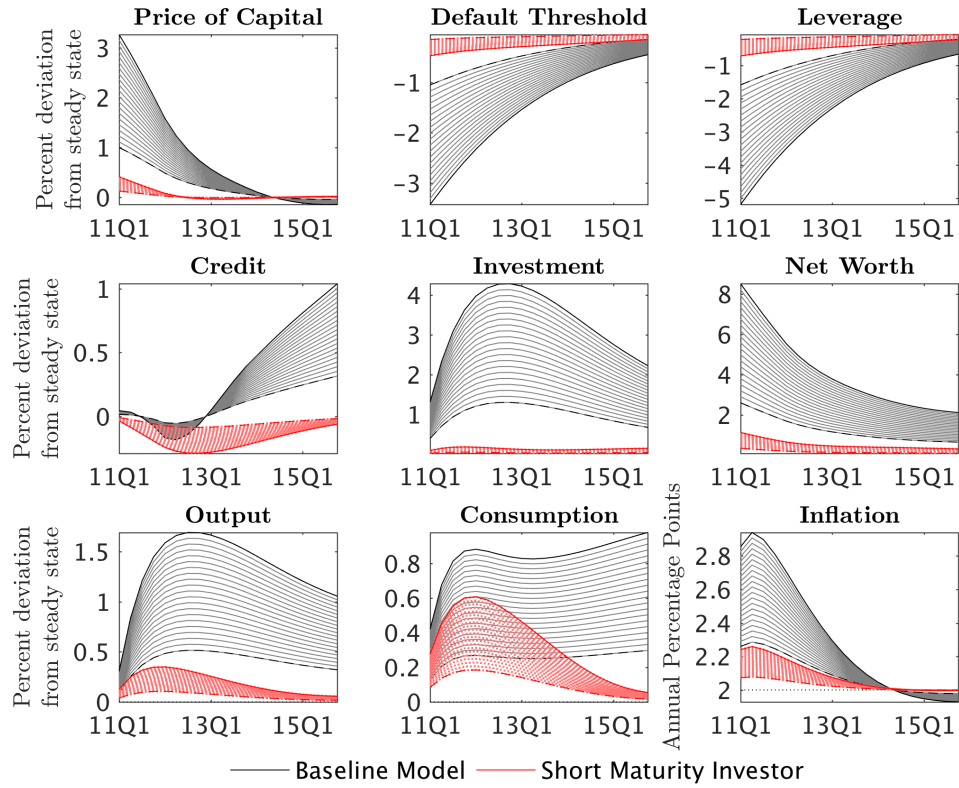 Price of Capital
Default Threshold
Leverage
Percent deviation
from steady state
3
2
1
0
-1
-2
-3
-1
-2
-3
-4
-5
11Q1 13Q1 15Q1
11Q1 13Q1 15Q1
11Q1 13Q1 15Q1
Credit
Investment
Net Worth
Percent deviation
from steady state
1
0.5
0
4
3
2
1
8
6
4
2
11Q1 13Q1 15Q1
11Q1 13Q1 15Q1
11Q1 13Q1 15Q1
Output
Consumption
Inflation
Percent deviation
from steady state
1.5
1
0.5
0
0.8
0.6
0.4
0.2
0
Annual Percentage Points
2.8
2.6
2.4
2.2
2
11Q1 13Q1 15Q1
11Q1 13Q1 15Q1
11Q1 13Q1 15Q1
Baseline Model
Short Maturity Investor